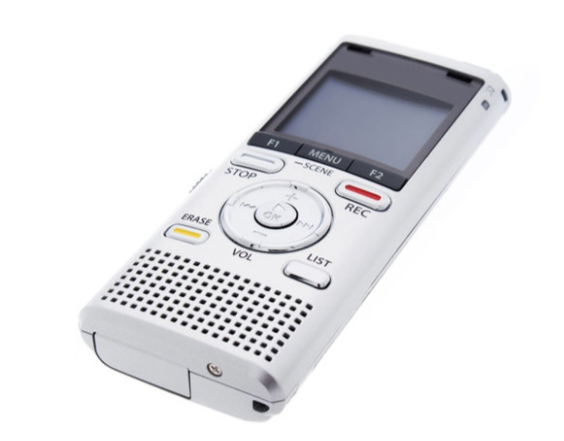 F1 MENU F2
SCENE
STOP
REC
+
OK
-
ERASE
VOL
LIST